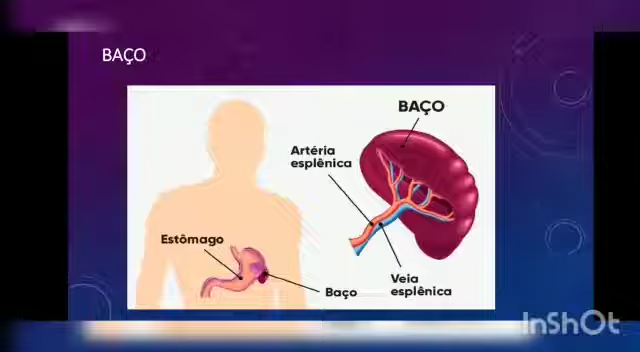 BAÇO
BAÇO
Artéria
esplênica
Estômago
Veia
esplênica
Baço
InShOt